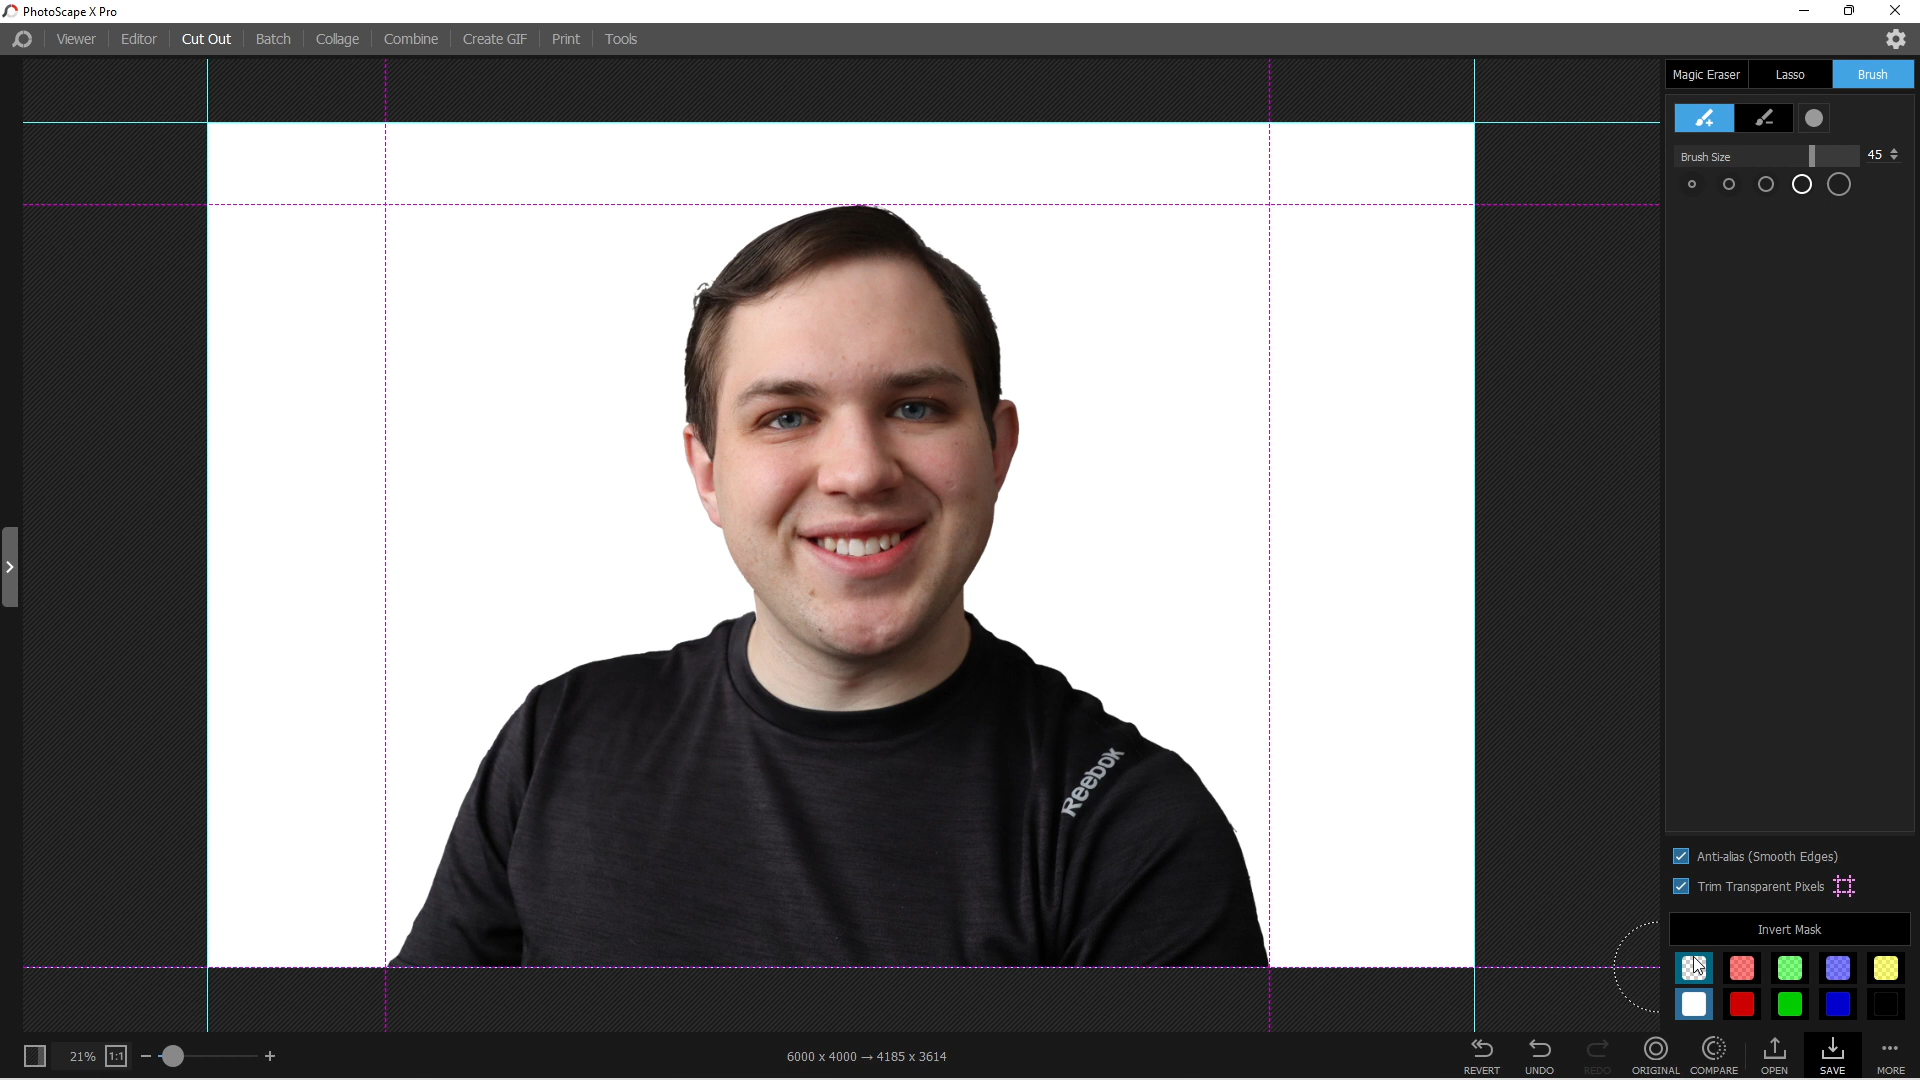 PhotoScape X Pro
Viewer Editor Cut Out Batch Collage Combine Create GIF Print Tools
Magic Eraser Lasso Brush
Brush Size 45
Reebok
Anti-alias (Smooth Edges)
Trim Transparent Pixels
Invert Mask
21% 1:1 6000 x 4000 → 4185 x 3614 REVERT UNDO REDO ORIGINAL COMPARE OPEN SAVE MORE